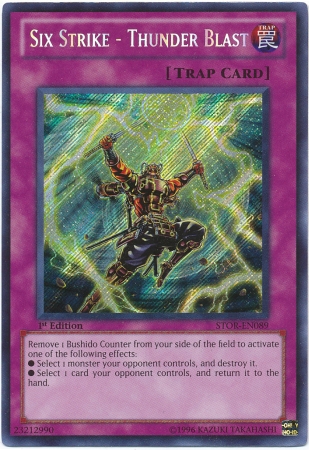 SIX STRIKE - THUNDER BLAST
TRAP
罠
[TRAP CARD]
1st Edition
STOR-EN089
Remove 1 Bushido Counter from your side of the field to activate
one of the following effects:
● Select 1 monster your opponent controls, and destroy it.
● Select 1 card your opponent controls, and return it to the
hand.
23212990
©1996 KAZUKI TAKAHASHI